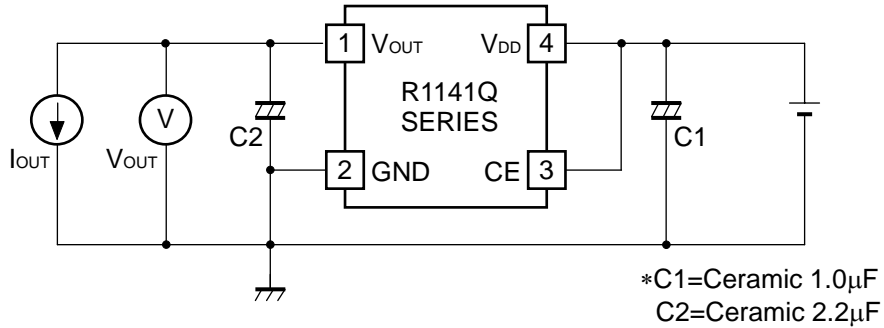 1 VOUT VDD 4
R1141Q
SERIES
V
C2 C1
IOUT VOUT 2 GND CE 3
*C1=Ceramic 1.0μF
C2=Ceramic 2.2μF